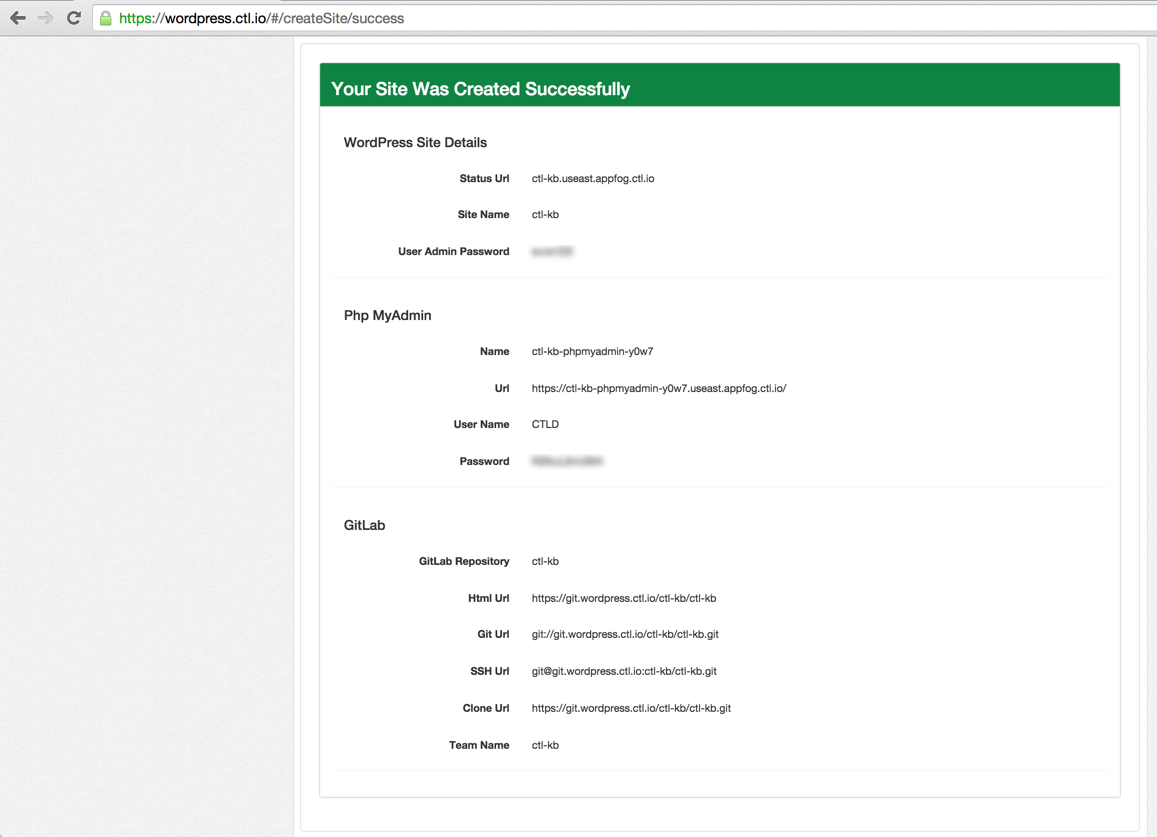 https://wordpress.ctl.io/#/createSite/success
Your Site Was Created Successfully
WordPress Site Details
Status Url ctl-kb.useast.appfog.ctl.io
Site Name ctl-kb
User Admin Password
Php MyAdmin
Name ctl-kb-phpmyadmin-y0w7
Url https://ctl-kb-phpmyadmin-y0w7.useast.appfog.ctl.io/
User Name CTLD
Password
GitLab
GitLab Repository ctl-kb
Html Url https://git.wordpress.ctl.io/ctl-kb/ctl-kb
Git Url git://git.wordpress.ctl.io/ctl-kb/ctl-kb.git
SSH Url git@git.wordpress.ctl.io:ctl-kb/ctl-kb.git
Clone Url https://git.wordpress.ctl.io/ctl-kb/ctl-kb.git
Team Name ctl-kb